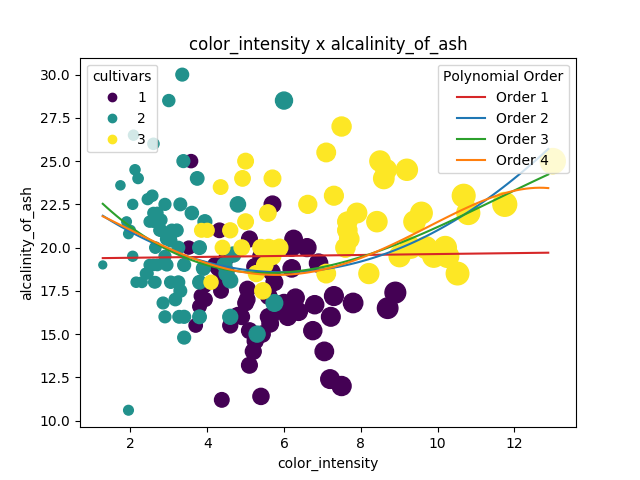 color_intensity x alcalinity_of_ash
cultivars
1
2
3
Polynomial Order
Order 1
Order 2
Order 3
Order 4
alcalinity_of_ash
30.0
27.5
25.0
22.5
20.0
17.5
15.0
12.5
10.0
2 4 6 8 10 12
color_intensity